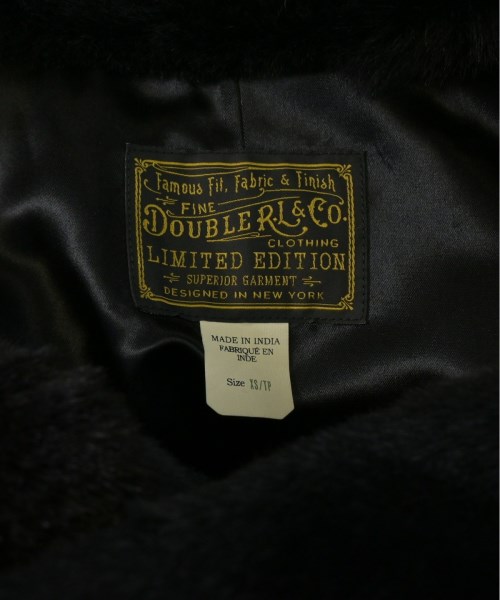 Famous Fit, Fabric & Finish
FINE
DOUBLE RL & CO.
CLOTHING
LIMITED EDITION
SUPERIOR GARMENT
DESIGNED IN NEW YORK
MADE IN INDIA
FABRIQUÉ EN
INDE
Size XS/TP